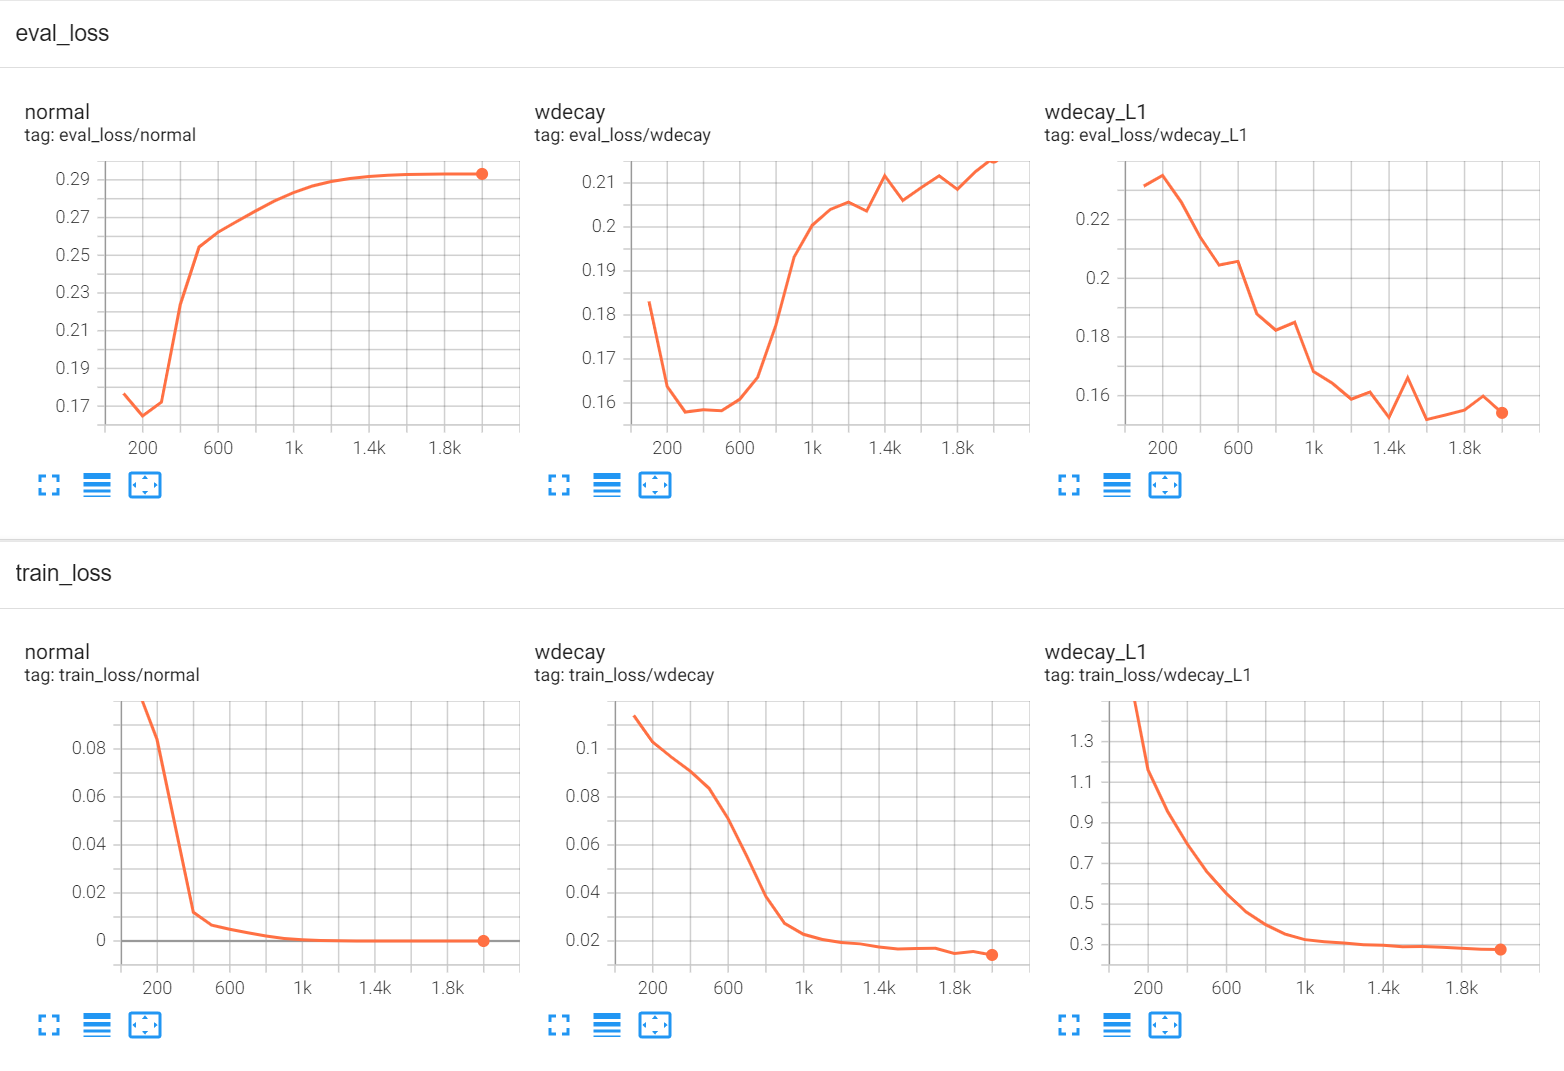 eval_loss
normal
tag: eval_loss/normal
0.29
0.27
0.25
0.23
0.21
0.19
0.17
200 600 1k 1.4k 1.8k
wdecay
tag: eval_loss/wdecay
0.21
0.2
0.19
0.18
0.17
0.16
200 600 1k 1.4k 1.8k
wdecay_L1
tag: eval_loss/wdecay_L1
0.22
0.2
0.18
0.16
200 600 1k 1.4k 1.8k
train_loss
normal
tag: train_loss/normal
0.08
0.06
0.04
0.02
0
200 600 1k 1.4k 1.8k
wdecay
tag: train_loss/wdecay
0.1
0.08
0.06
0.04
0.02
200 600 1k 1.4k 1.8k
wdecay_L1
tag: train_loss/wdecay_L1
1.3
1.1
0.9
0.7
0.5
0.3
200 600 1k 1.4k 1.8k